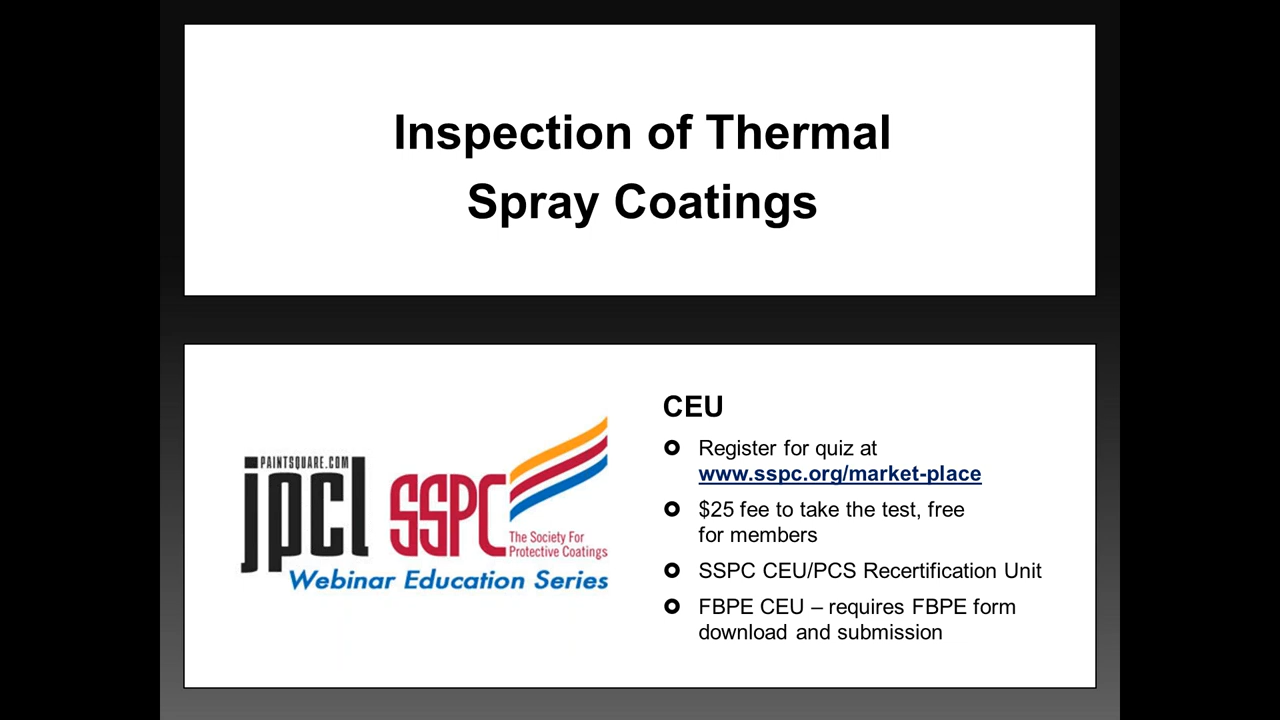 Inspection of Thermal
Spray Coatings
PAINTSQUARE.COM
jpcl
SSPC
The Society For
Protective Coatings
Webinar Education Series
CEU
Register for quiz at
www.sspc.org/market-place
$25 fee to take the test, free
for members
SSPC CEU/PCS Recertification Unit
FBPE CEU – requires FBPE form
download and submission